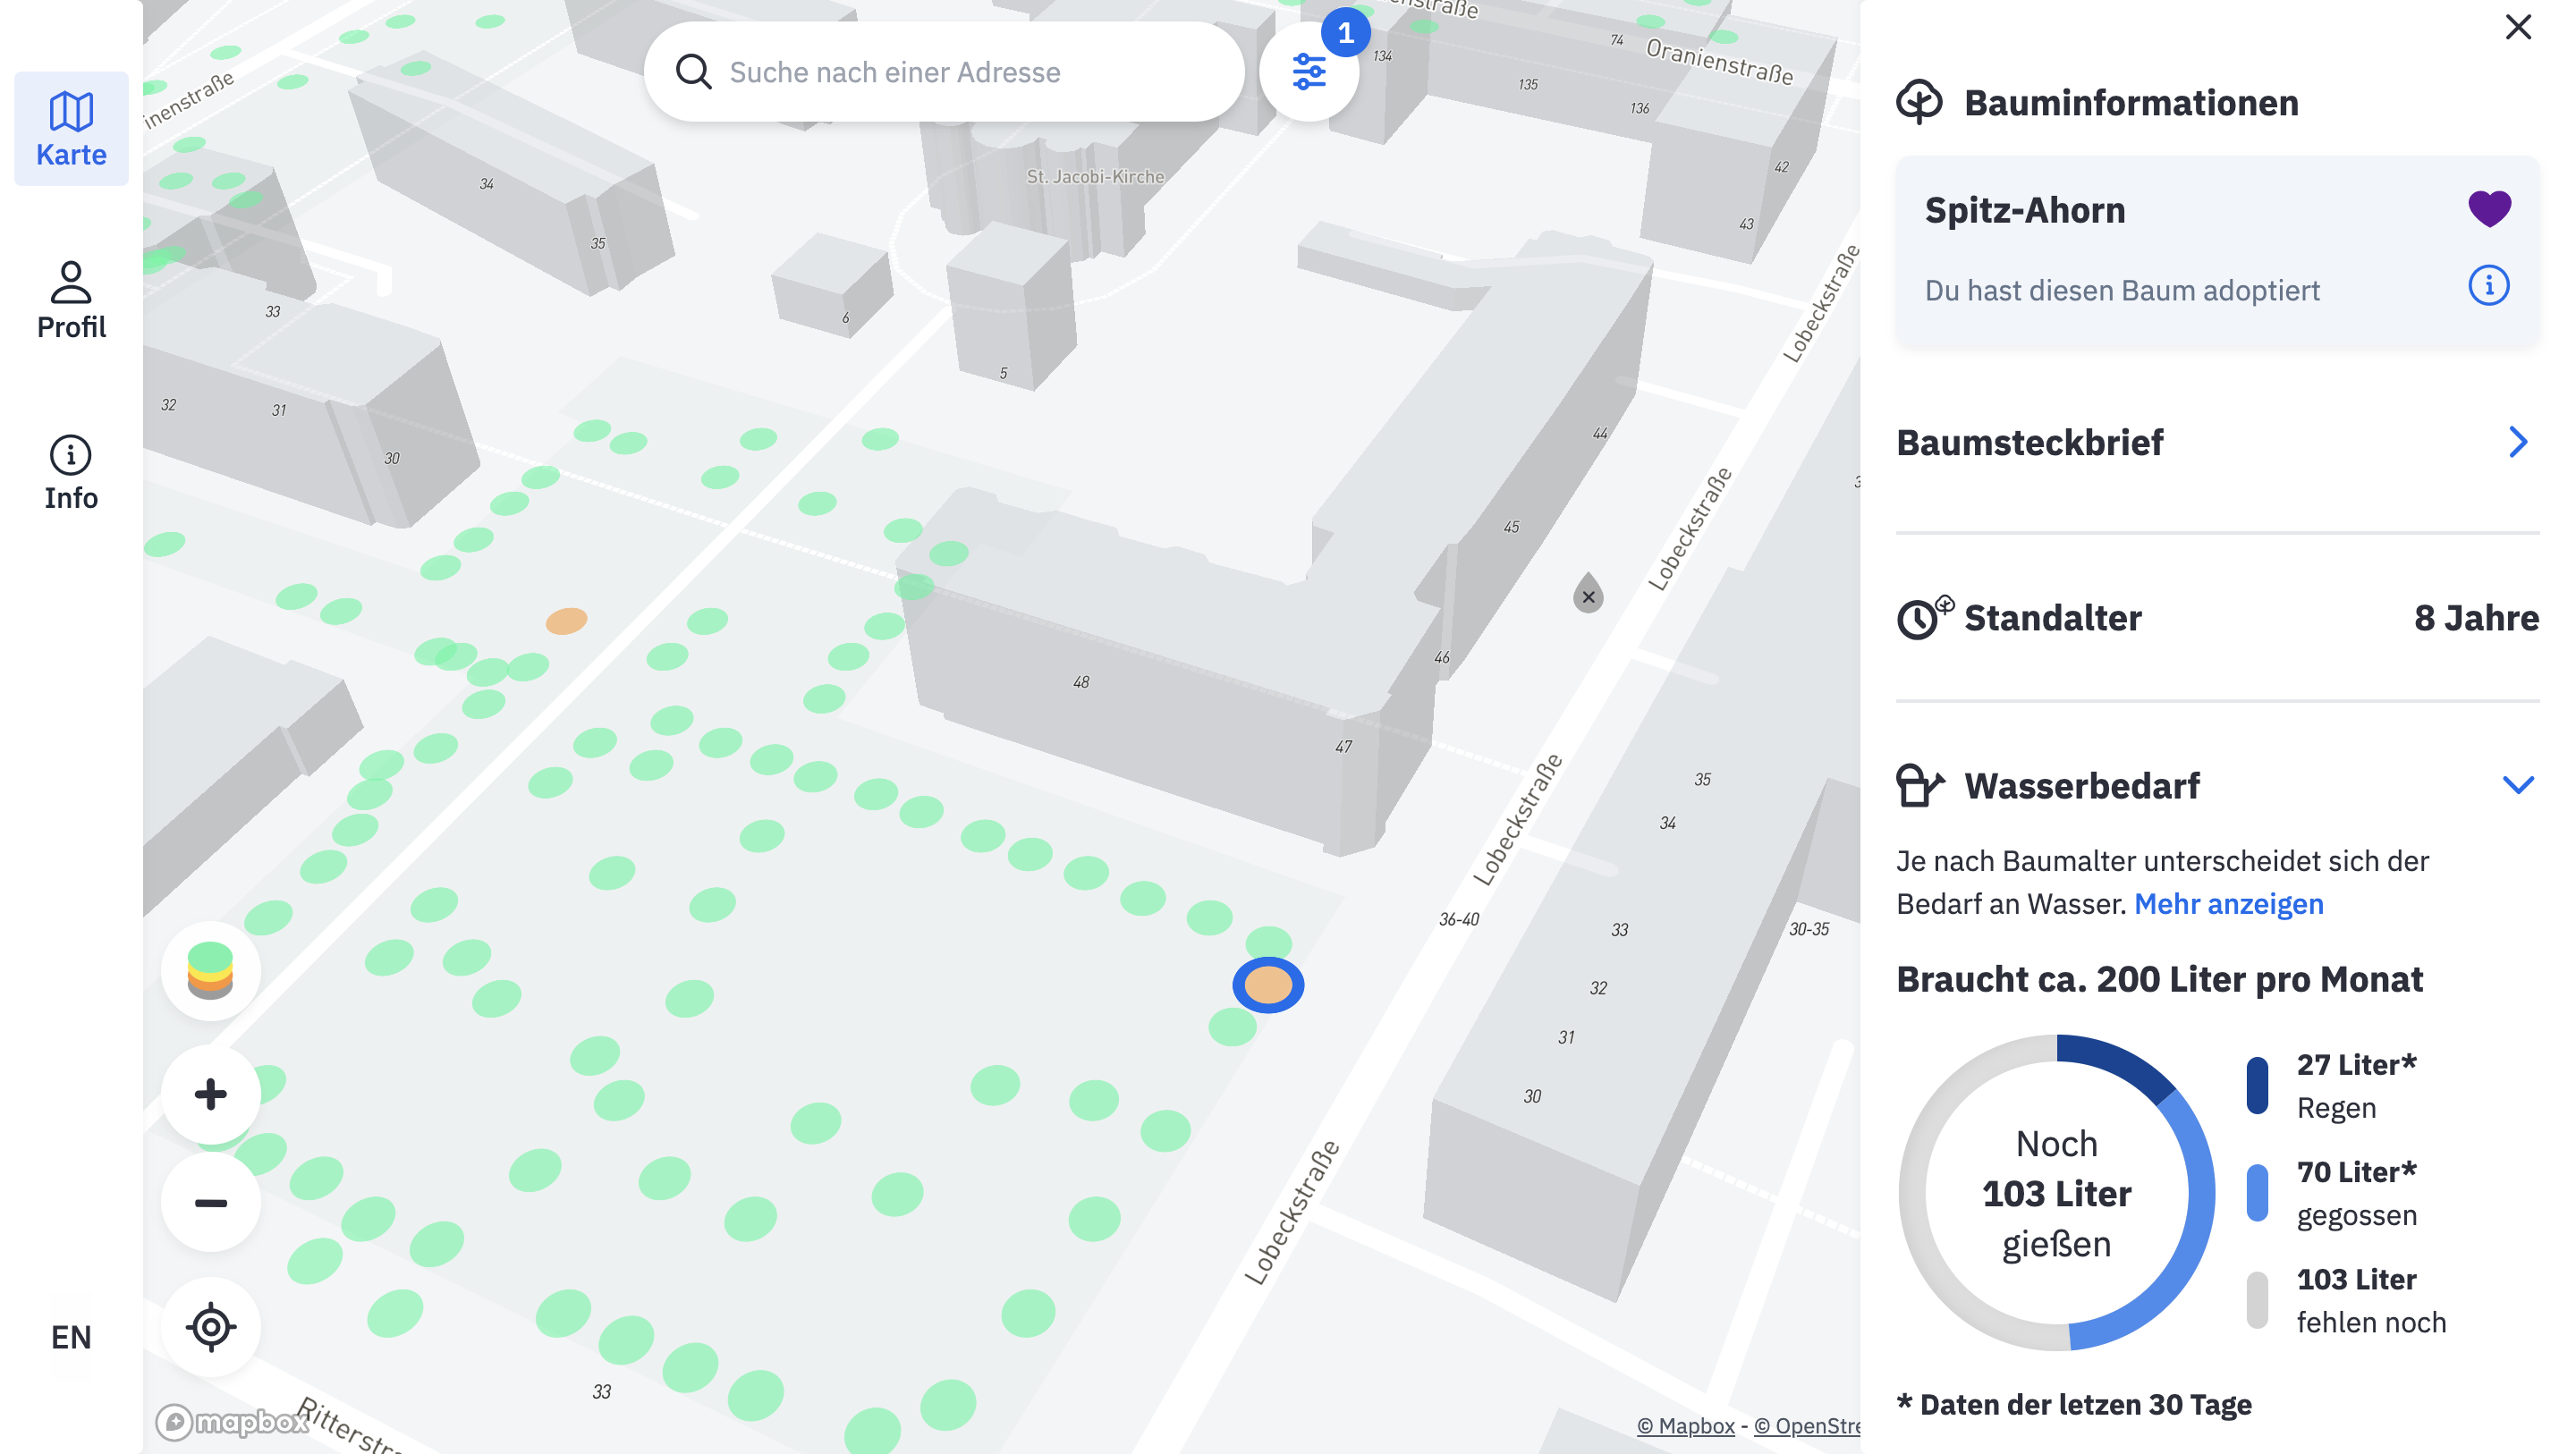 Karte
Profil
Info
EN
Suche nach einer Adresse
1
inenstraße
enstraße
Oranienstraße
74
134
135
136
42
43
St. Jacobi-Kirche
34
35
33
6
5
32
31
30
44
45
46
47
48
Lobeckstraße
Lobeckstraße
Lobeckstraße
Lobeckstraße
35
34
36-40
33
30-35
32
31
30
33
mapbox
© Mapbox - © OpenStre
Bauminformationen
Spitz-Ahorn
Du hast diesen Baum adoptiert
Baumsteckbrief
Standalter
8 Jahre
Wasserbedarf
Je nach Baumalter unterscheidet sich der
Bedarf an Wasser. Mehr anzeigen
Braucht ca. 200 Liter pro Monat
Noch
103 Liter
gießen
27 Liter*
Regen
70 Liter*
gegossen
103 Liter
fehlen noch
* Daten der letzen 30 Tage